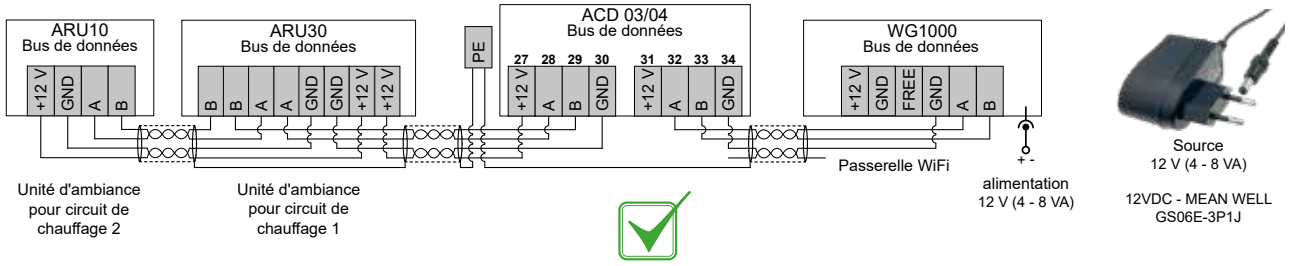 ARU10
Bus de données
+12 V
GND
A
B
ARU30
Bus de données
B
B
A
A
GND
GND
+12 V
+12 V
PE
ACD 03/04
Bus de données
27 28 29 30 31 32 33 34
+12 V
A
B
GND
+12 V
A
B
GND
WG1000
Bus de données
+12 V
GND
FREE
GND
A
B
+ -
Passerelle WiFi
alimentation
12 V (4 - 8 VA)
Unité d'ambiance
pour circuit de
chauffage 2
Unité d'ambiance
pour circuit de
chauffage 1
Source
12 V (4 - 8 VA)
12VDC - MEAN WELL
GS06E-3P1J